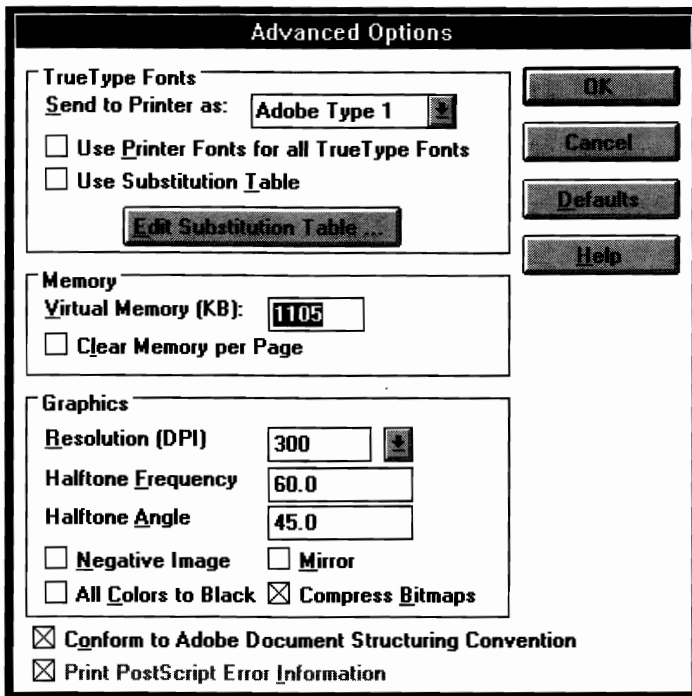 Advanced Options
TrueType Fonts
Send to Printer as: Adobe Type 1
Use Printer Fonts for all TrueType Fonts
Use Substitution Table
Edit Substitution Table ...
OK
Cancel
Defaults
Help
Memory
Virtual Memory (KB): 1105
Clear Memory per Page
Graphics
Resolution (DPI) 300
Halftone Frequency 60.0
Halftone Angle 45.0
Negative Image Mirror
All Colors to Black Compress Bitmaps
Conform to Adobe Document Structuring Convention
Print PostScript Error Information